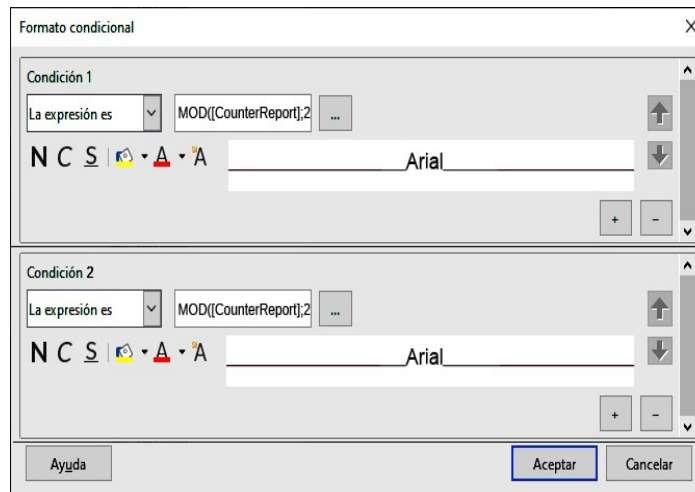 Formato condicional
Condición 1
La expresión es MOD([CounterReport];2 ...
N C S A A
Arial
+ -
Condición 2
La expresión es MOD([CounterReport];2 ...
N C S A A
Arial
+ -
Ayuda Aceptar Cancelar